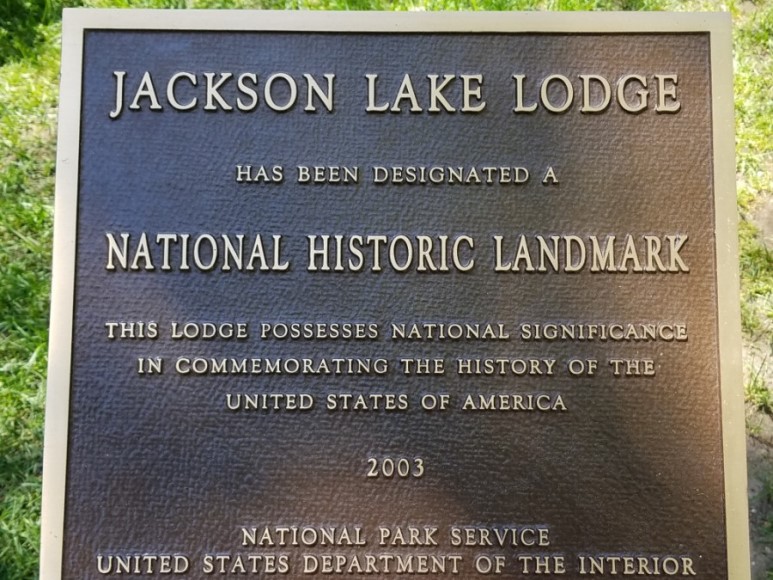 JACKSON LAKE LODGE
HAS BEEN DESIGNATED A
NATIONAL HISTORIC LANDMARK
THIS LODGE POSSESSES NATIONAL SIGNIFICANCE
IN COMMEMORATING THE HISTORY OF THE
UNITED STATES OF AMERICA
2003
NATIONAL PARK SERVICE
UNITED STATES DEPARTMENT OF THE INTERIOR